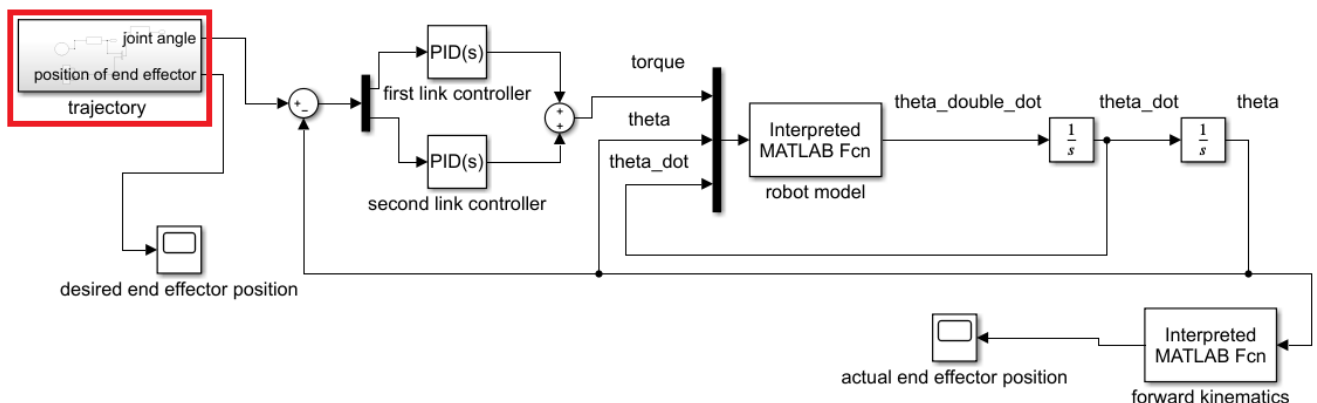 joint angle
position of end effector
trajectory
+
−
PID(s)
first link controller
PID(s)
second link controller
+
+
torque
theta
theta_dot
Interpreted
MATLAB Fcn
robot model
theta_double_dot
1
s
theta_dot
1
s
theta
desired end effector position
actual end effector position
Interpreted
MATLAB Fcn
forward kinematics